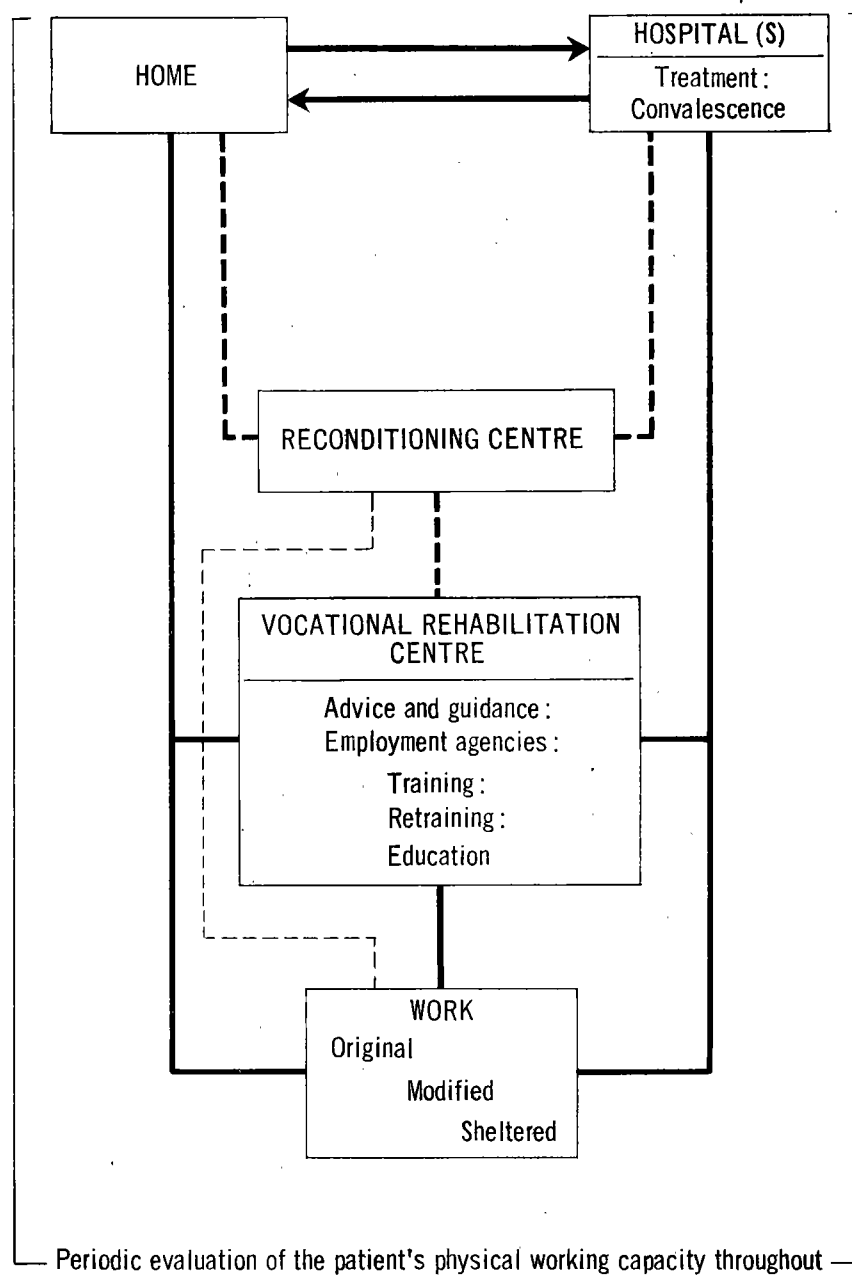 HOME
HOSPITAL (S)
Treatment :
Convalescence
RECONDITIONING CENTRE
VOCATIONAL REHABILITATION
CENTRE
Advice and guidance :
Employment agencies :
Training :
Retraining :
Education
WORK
Original
Modified
Sheltered
Periodic evaluation of the patient's physical working capacity throughout